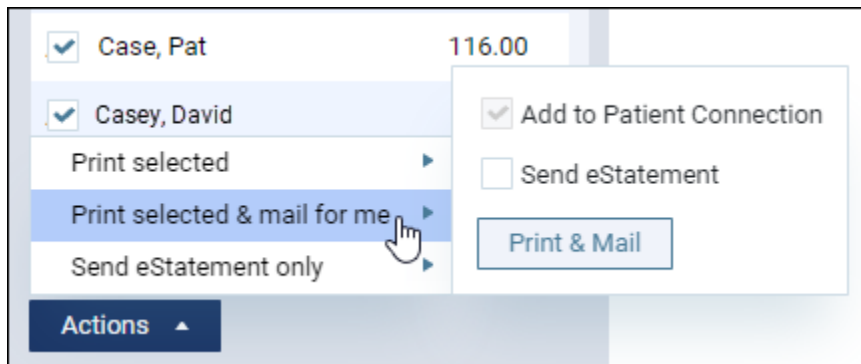 Case, Pat 116.00
Casey, David
Add to Patient Connection
Print selected
Send eStatement
Print selected & mail for me
Print & Mail
Send eStatement only
Actions